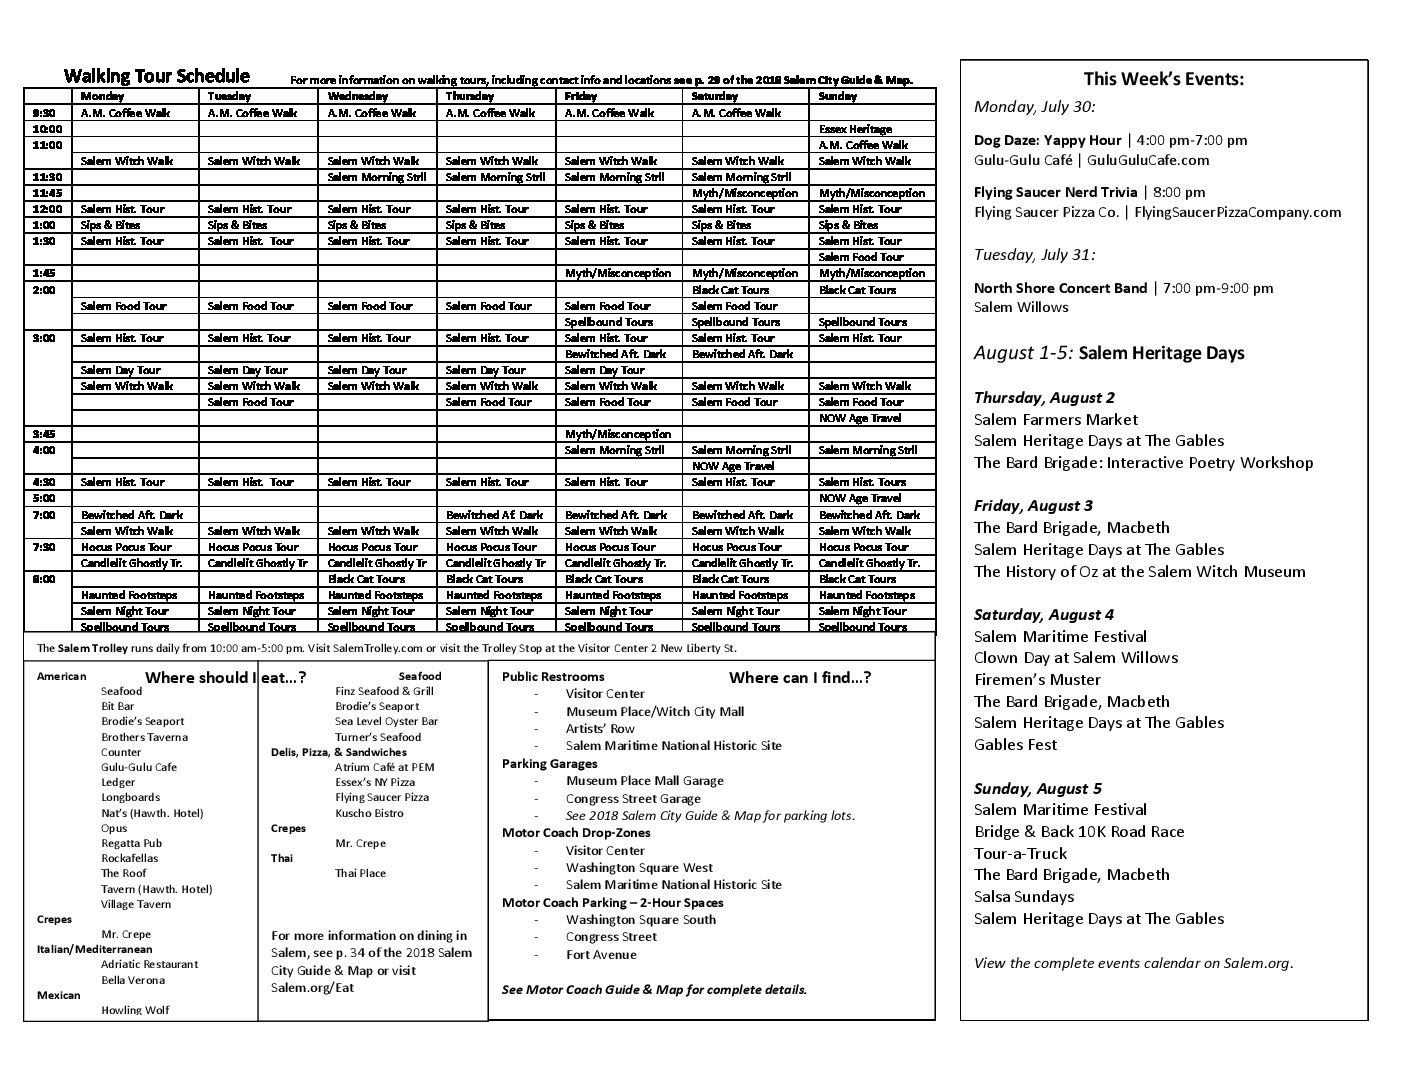 Walking Tour Schedule For more information on walking tours, including contact info and locations see p. 29 of the 2018 Salem City Guide & Map.
Monday Tuesday Wednesday Thursday Friday Saturday Sunday
9:30 A.M. Coffee Walk A.M. Coffee Walk A.M. Coffee Walk A.M. Coffee Walk A.M. Coffee Walk A.M. Coffee Walk
10:00 Essex Heritage
11:00 A.M. Coffee Walk
Salem Witch Walk Salem Witch Walk Salem Witch Walk Salem Witch Walk Salem Witch Walk Salem Witch Walk
11:30 Salem Morning Strll Salem Morning Strll Salem Morning Strll Salem Morning Strll
11:45 Myth/Misconception Myth/Misconception
12:00 Salem Hist. Tour Salem Hist. Tour Salem Hist. Tour Salem Hist. Tour Salem Hist. Tour Salem Hist. Tour Salem Hist. Tour
1:00 Sips & Bites Sips & Bites Sips & Bites Sips & Bites Sips & Bites Sips & Bites Sips & Bites
1:30 Salem Hist. Tour Salem Hist. Tour Salem Hist. Tour Salem Hist. Tour Salem Hist. Tour Salem Hist. Tour Salem Hist. Tour
Salem Food Tour
1:45 Myth/Misconception Myth/Misconception Myth/Misconception
2:00 Black Cat Tours Black Cat Tours
Salem Food Tour Salem Food Tour Salem Food Tour Salem Food Tour Salem Food Tour Salem Food Tour
Spellbound Tours Spellbound Tours Spellbound Tours
3:00 Salem Hist. Tour Salem Hist. Tour Salem Hist. Tour Salem Hist. Tour Salem Hist. Tour Salem Hist. Tour Salem Hist. Tour
Bewitched Aft. Dark Bewitched Aft. Dark
Salem Day Tour Salem Day Tour Salem Day Tour Salem Day Tour Salem Day Tour
Salem Witch Walk Salem Witch Walk Salem Witch Walk Salem Witch Walk Salem Witch Walk Salem Witch Walk Salem Witch Walk
Salem Food Tour Salem Food Tour Salem Food Tour Salem Food Tour Salem Food Tour
NOW Age Travel
3:45 Myth/Misconception
4:00 Salem Morning Strll Salem Morning Strll Salem Morning Strll
NOW Age Travel
4:30 Salem Hist. Tour Salem Hist. Tour Salem Hist. Tour Salem Hist. Tour Salem Hist. Tour Salem Hist. Tour Salem Hist. Tours
5:00 NOW Age Travel
7:00 Bewitched Aft. Dark Bewitched Af. Dark Bewitched Aft. Dark Bewitched Aft. Dark Bewitched Aft. Dark
Salem Witch Walk Salem Witch Walk Salem Witch Walk Salem Witch Walk Salem Witch Walk Salem Witch Walk Salem Witch Walk
7:30 Hocus Pocus Tour Hocus Pocus Tour Hocus Pocus Tour Hocus Pocus Tour Hocus Pocus Tour Hocus Pocus Tour Hocus Pocus Tour
Candlelit Ghostly Tr. Candlelit Ghostly Tr Candlelit Ghostly Tr. Candlelit Ghostly Tr Candlelit Ghostly Tr. Candlelit Ghostly Tr. Candlelit Ghostly Tr.
8:00 Black Cat Tours Black Cat Tours Black Cat Tours Black Cat Tours Black Cat Tours
Haunted Footsteps Haunted Footsteps Haunted Footsteps Haunted Footsteps Haunted Footsteps Haunted Footsteps Haunted Footsteps
Salem Night Tour Salem Night Tour Salem Night Tour Salem Night Tour Salem Night Tour Salem Night Tour Salem Night Tour
Spellbound Tours Spellbound Tours Spellbound Tours Spellbound Tours Spellbound Tours Spellbound Tours Spellbound Tours
The Salem Trolley runs daily from 10:00 am-5:00 pm. Visit SalemTrolley.com or visit the Trolley Stop at the Visitor Center 2 New Liberty St.
Where should I eat...?
American
Seafood
Bit Bar
Brodie's Seaport
Brothers Taverna
Counter
Gulu-Gulu Cafe
Ledger
Longboards
Nat's (Hawth. Hotel)
Opus
Regatta Pub
Rockafellas
The Roof
Tavern (Hawth. Hotel)
Village Tavern
Crepes
Mr. Crepe
Italian/Mediterranean
Adriatic Restaurant
Bella Verona
Mexican
Howling Wolf
Seafood
Finz Seafood & Grill
Brodie's Seaport
Sea Level Oyster Bar
Turner's Seafood
Delis, Pizza, & Sandwiches
Atrium Café at PEM
Essex's NY Pizza
Flying Saucer Pizza
Kuscho Bistro
Crepes
Mr. Crepe
Thai
Thai Place
For more information on dining in
Salem, see p. 34 of the 2018 Salem
City Guide & Map or visit
Salem.org/Eat
Where can I find...?
Public Restrooms
- Visitor Center
- Museum Place/Witch City Mall
- Artists' Row
- Salem Maritime National Historic Site
Parking Garages
- Museum Place Mall Garage
- Congress Street Garage
- See 2018 Salem City Guide & Map for parking lots.
Motor Coach Drop-Zones
- Visitor Center
- Washington Square West
- Salem Maritime National Historic Site
Motor Coach Parking – 2-Hour Spaces
- Washington Square South
- Congress Street
- Fort Avenue
See Motor Coach Guide & Map for complete details.
This Week's Events:
Monday, July 30:
Dog Daze: Yappy Hour | 4:00 pm-7:00 pm
Gulu-Gulu Café | GuluGuluCafe.com
Flying Saucer Nerd Trivia | 8:00 pm
Flying Saucer Pizza Co. | FlyingSaucerPizzaCompany.com
Tuesday, July 31:
North Shore Concert Band | 7:00 pm-9:00 pm
Salem Willows
August 1-5: Salem Heritage Days
Thursday, August 2
Salem Farmers Market
Salem Heritage Days at The Gables
The Bard Brigade: Interactive Poetry Workshop
Friday, August 3
The Bard Brigade, Macbeth
Salem Heritage Days at The Gables
The History of Oz at the Salem Witch Museum
Saturday, August 4
Salem Maritime Festival
Clown Day at Salem Willows
Firemen's Muster
The Bard Brigade, Macbeth
Salem Heritage Days at The Gables
Gables Fest
Sunday, August 5
Salem Maritime Festival
Bridge & Back 10K Road Race
Tour-a-Truck
The Bard Brigade, Macbeth
Salsa Sundays
Salem Heritage Days at The Gables
View the complete events calendar on Salem.org.